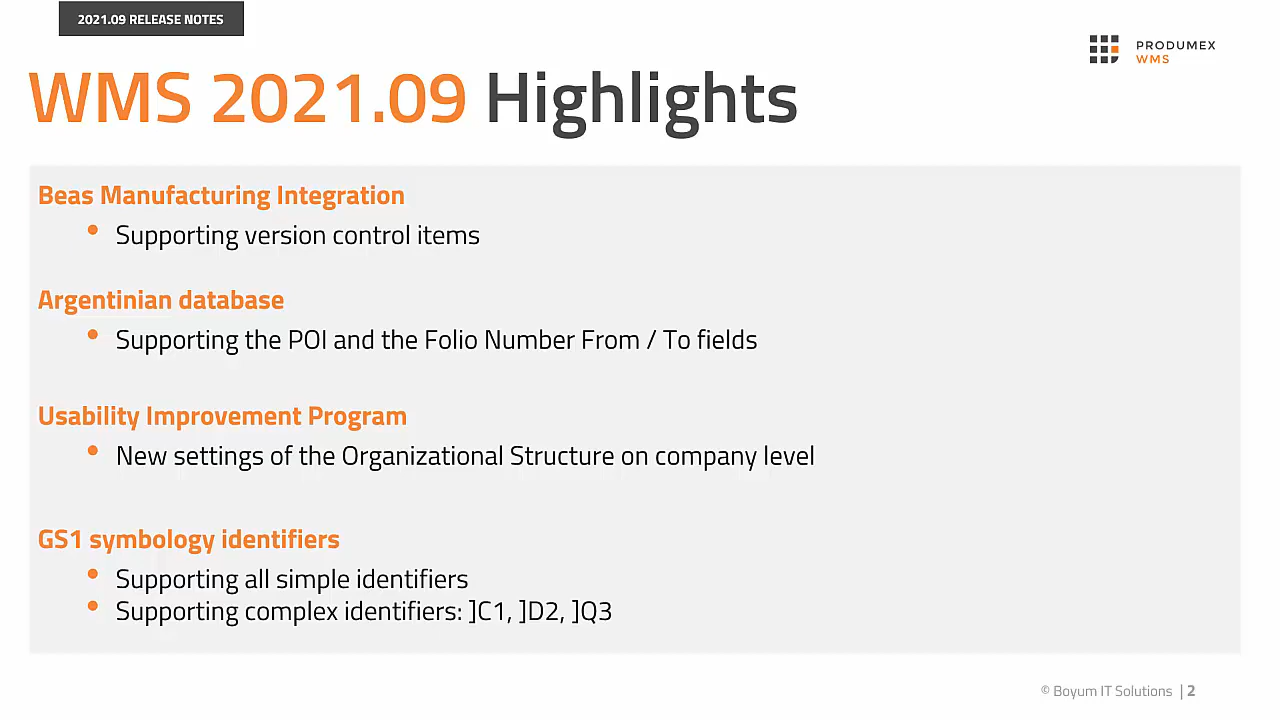 2021.09 RELEASE NOTES
PRODUMEX
WMS
WMS 2021.09 Highlights
Beas Manufacturing Integration
• Supporting version control items
Argentinian database
• Supporting the POI and the Folio Number From / To fields
Usability Improvement Program
• New settings of the Organizational Structure on company level
GS1 symbology identifiers
• Supporting all simple identifiers
• Supporting complex identifiers: ]C1, ]D2, ]Q3
© Boyum IT Solutions | 2